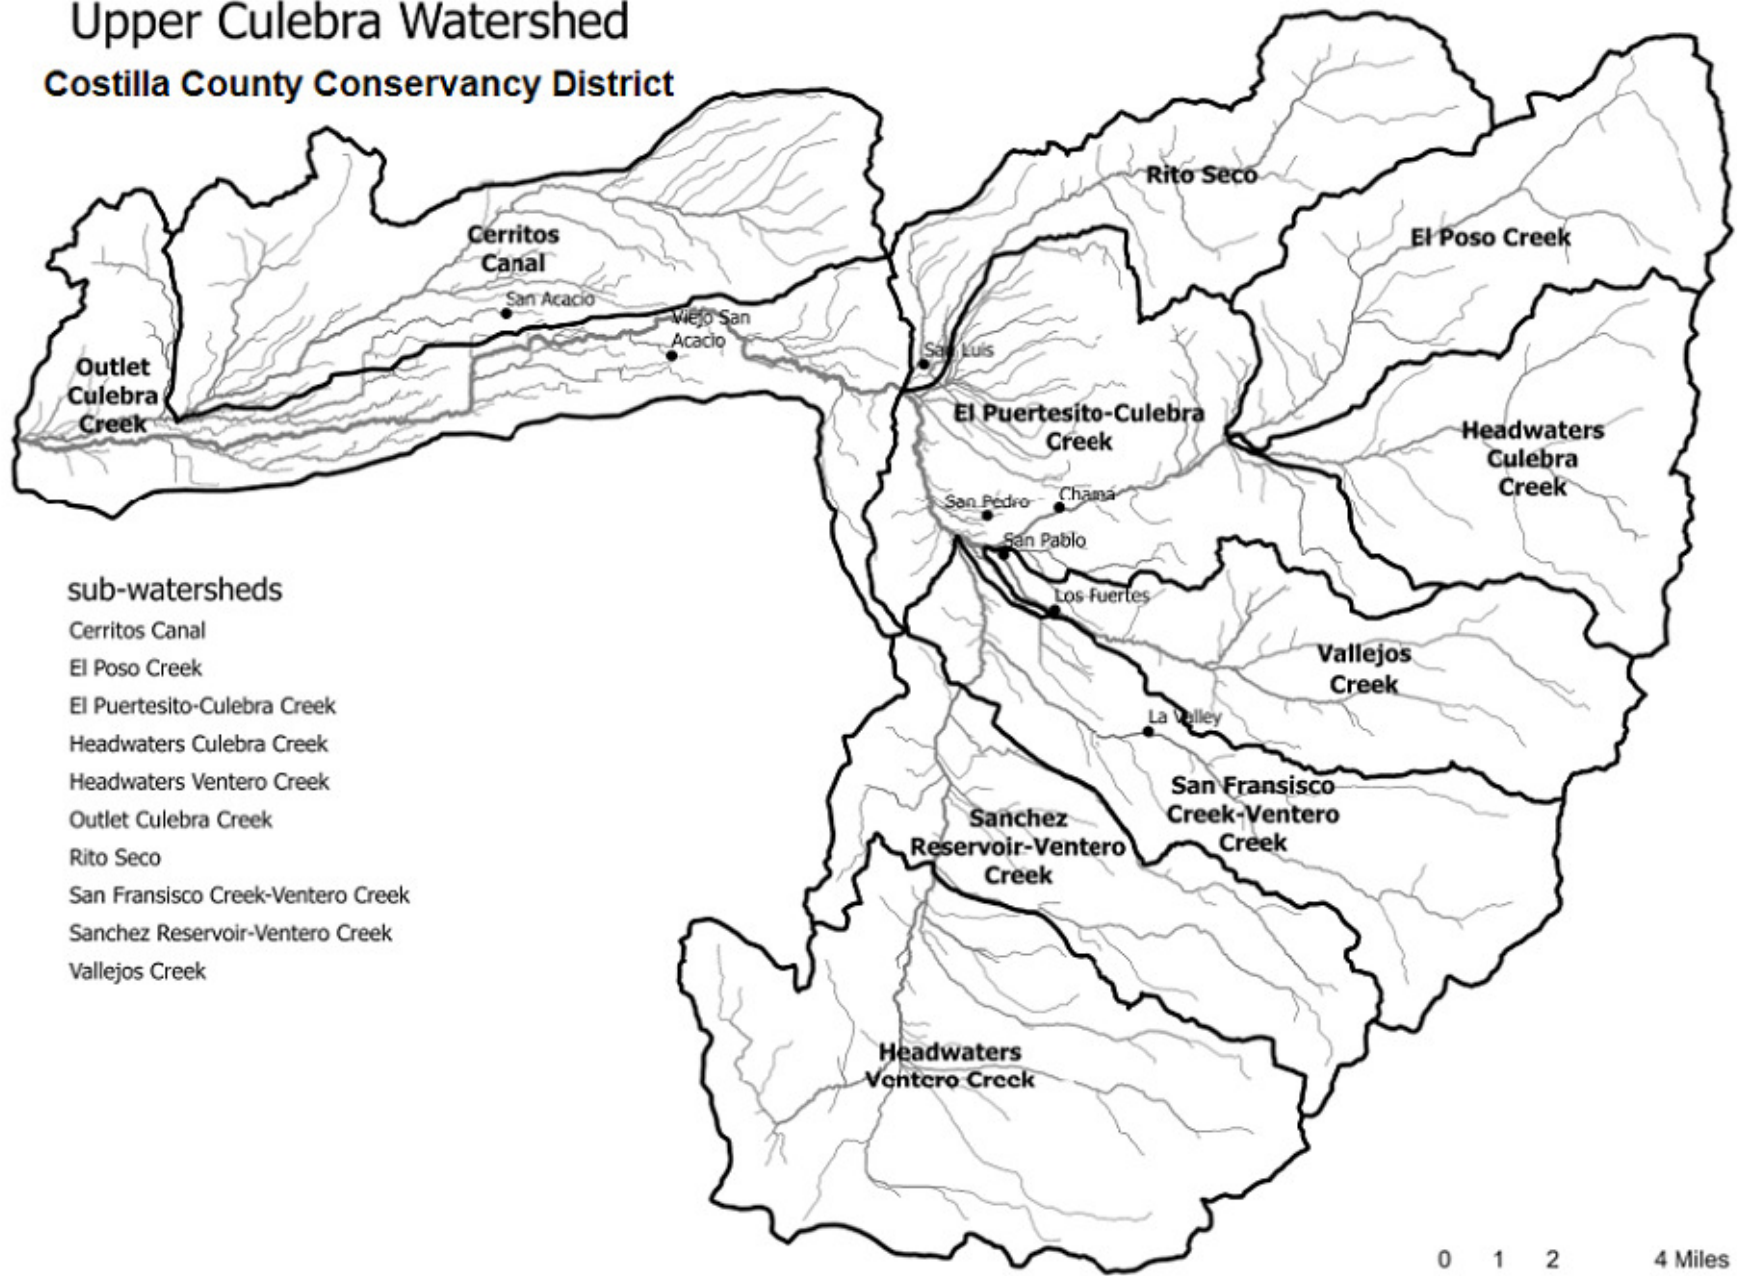 Upper Culebra Watershed
Costilla County Conservancy District
Rito Seco
El Poso Creek
Cerritos
Canal
San Acacio
Viejo San
Acacio
San Luis
Outlet
Culebra
Creek
El Puertesito-Culebra
Creek
Headwaters
Culebra
Creek
San Pedro
Chama
San Pablo
Los Fuertes
Vallejos
Creek
La Valley
San Fransisco
Creek-Ventero
Creek
Sanchez
Reservoir-Ventero
Creek
Headwaters
Ventero Creek
sub-watersheds
Cerritos Canal
El Poso Creek
El Puertesito-Culebra Creek
Headwaters Culebra Creek
Headwaters Ventero Creek
Outlet Culebra Creek
Rito Seco
San Fransisco Creek-Ventero Creek
Sanchez Reservoir-Ventero Creek
Vallejos Creek
0 1 2 4 Miles